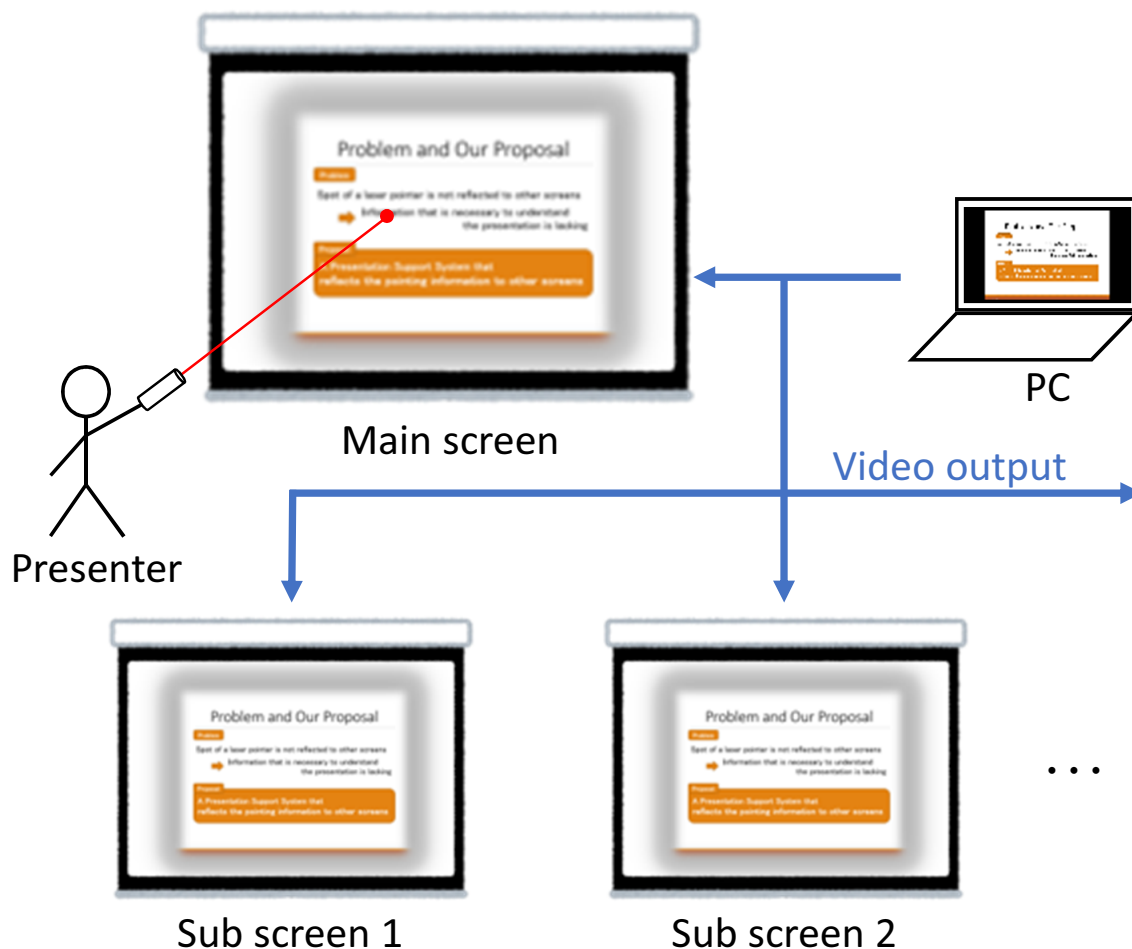 Problem and Our Proposal
Problem
Spot of a laser pointer is not reflected to other screens
Information that is necessary to understand
the presentation is lacking
Proposal
A Presentation Support System that
reflects the pointing information to other screens
Main screen
PC
Video output
Presenter
Problem and Our Proposal
Problem
Spot of a laser pointer is not reflected to other screens
Information that is necessary to understand
the presentation is lacking
Proposal
A Presentation Support System that
reflects the pointing information to other screens
Problem and Our Proposal
Problem
Spot of a laser pointer is not reflected to other screens
Information that is necessary to understand
the presentation is lacking
Proposal
A Presentation Support System that
reflects the pointing information to other screens
...
Sub screen 1
Sub screen 2